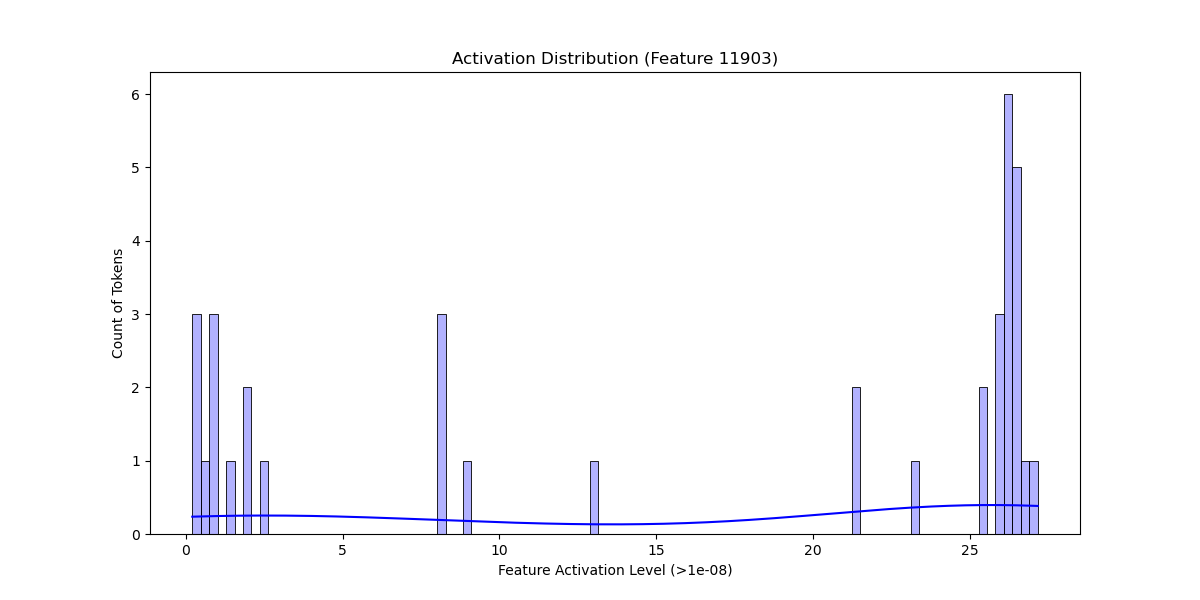 Activation Distribution (Feature 11903)
6
5
4
3
2
1
0
Count of Tokens
0 5 10 15 20 25
Feature Activation Level (>1e-08)